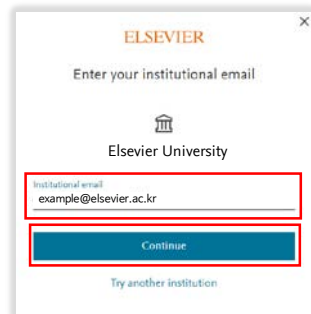 ELSEVIER
Enter your institutional email
Elsevier University
Institutional email
example@elsevier.ac.kr
Continue
Try another institution